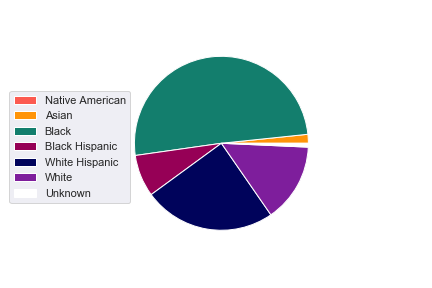 Native American
Asian
Black
Black Hispanic
White Hispanic
White
Unknown